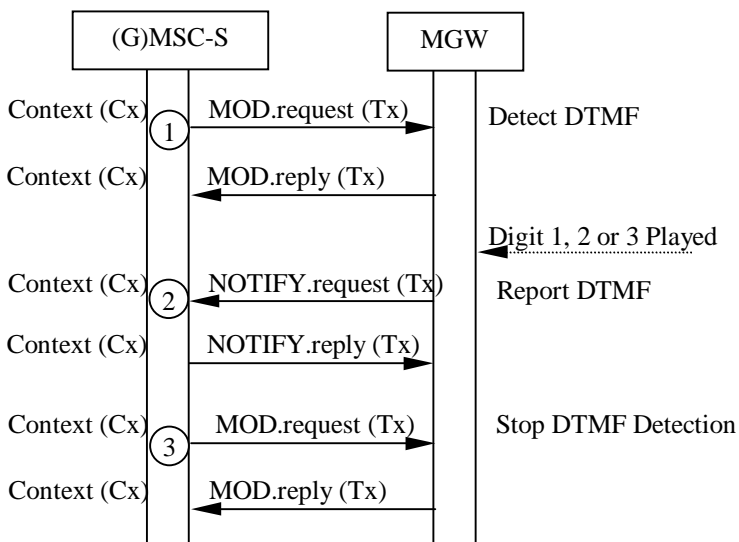 (G)MSC-S MGW
Context (Cx) 1 MOD.request (Tx) Detect DTMF
Context (Cx) MOD.reply (Tx)
Digit 1, 2 or 3 Played
Context (Cx) 2 NOTIFY.request (Tx) Report DTMF
Context (Cx) NOTIFY.reply (Tx)
Context (Cx) 3 MOD.request (Tx) Stop DTMF Detection
Context (Cx) MOD.reply (Tx)